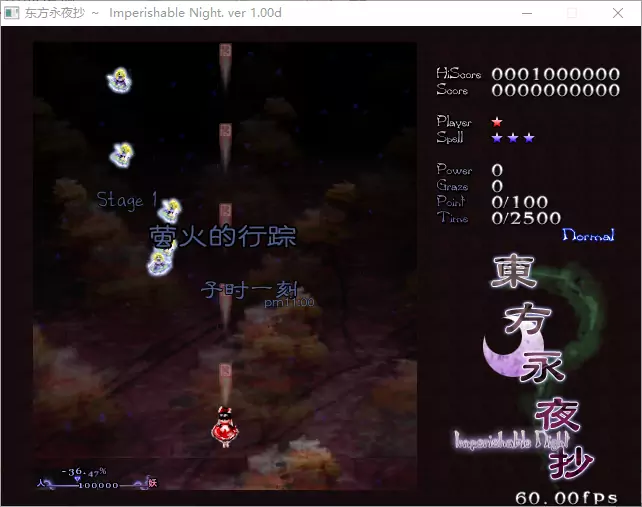 东方永夜抄 ~ Imperishable Night. ver 1.00d
HiScore 0001000000
Score 0000000000
Player
Spell
Power 0
Graze 0
Point 0/100
Time 0/2500
Normal
Stage 1
萤火的行踪
子时一刻
pm11:00
東方永夜抄
Imperishable Night
-36.47%
人 100000 妖
60.00fps